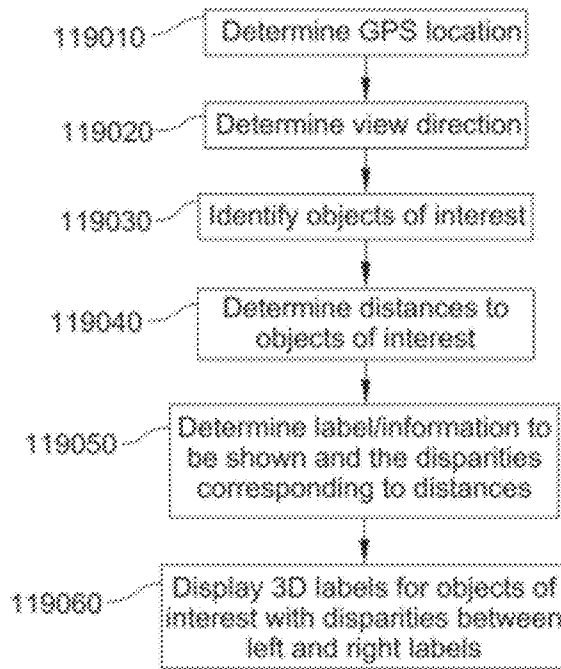 119010
Determine GPS location
119020
Determine view direction
119030
Identify objects of interest
119040
Determine distances to
objects of interest
119050
Determine label/information to
be shown and the disparities
corresponding to distances
119060
Display 3D labels for objects of
interest with disparities between
left and right labels